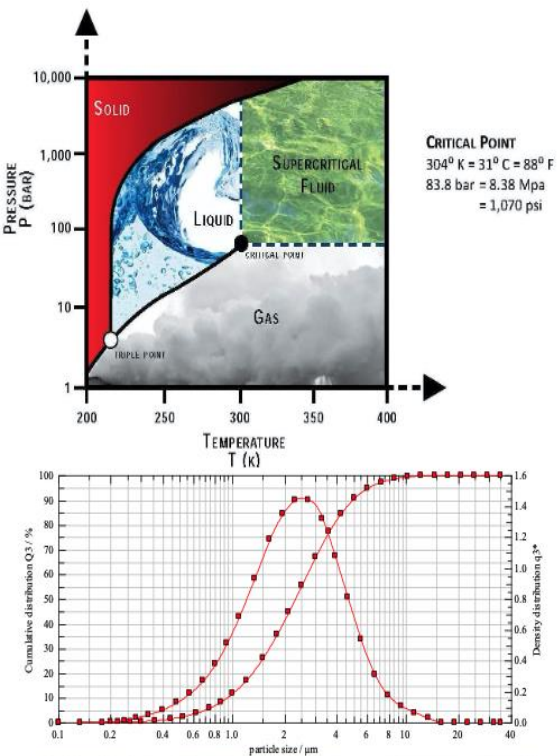 10,000
SOLID
1,000
SUPERCRITICAL
FLUID
CRITICAL POINT
304⁰ K = 31⁰ C = 88⁰ F
83.8 bar = 8.38 Mpa
= 1,070 psi
PRESSURE
P (BAR)
100
LIQUID
CRITICAL POINT
10
GAS
TRIPLE POINT
1
200 250 300 350 400
TEMPERATURE
T (K)
Cumulative distribution Q3 / %
100
90
80
70
60
50
40
30
20
10
0
Density distribution q3*
1.6
1.4
1.2
1.0
0.8
0.6
0.4
0.2
0.0
0.1 0.2 0.4 0.6 0.8 1.0 2 4 6 8 10 20 40
particle size / µm